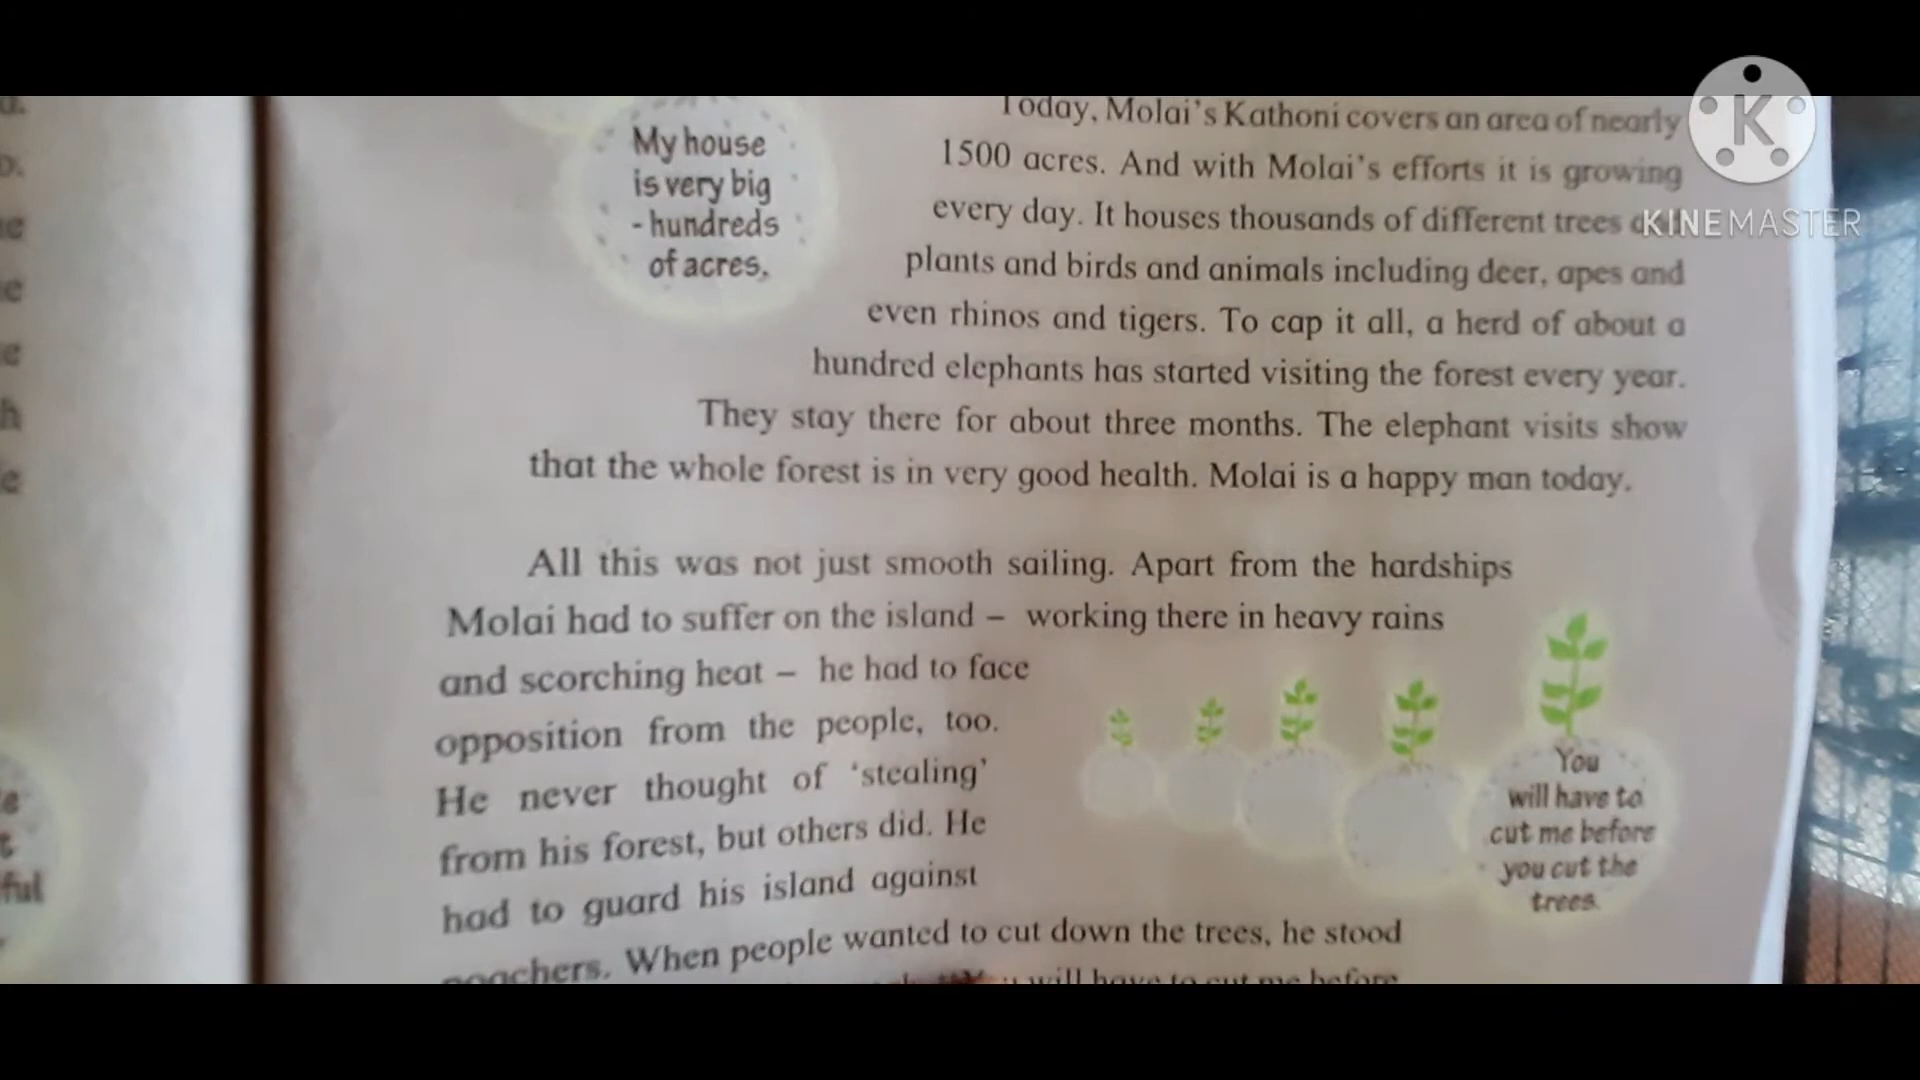 My house
is very big
- hundreds
of acres.
Today, Molai's Kathoni covers an area of nearly
1500 acres. And with Molai's efforts it is growing
every day. It houses thousands of different trees
plants and birds and animals including deer, apes and
even rhinos and tigers. To cap it all, a herd of about a
hundred elephants has started visiting the forest every year.
They stay there for about three months. The elephant visits show
that the whole forest is in very good health. Molai is a happy man today.
All this was not just smooth sailing. Apart from the hardships
Molai had to suffer on the island – working there in heavy rains
and scorching heat – he had to face
opposition from the people, too.
He never thought of 'stealing'
from his forest, but others did. He
had to guard his island against
poachers. When people wanted to cut down the trees, he stood
will have to cut me before
You
will have to
cut me before
you cut the
trees.
K
KINEMASTER